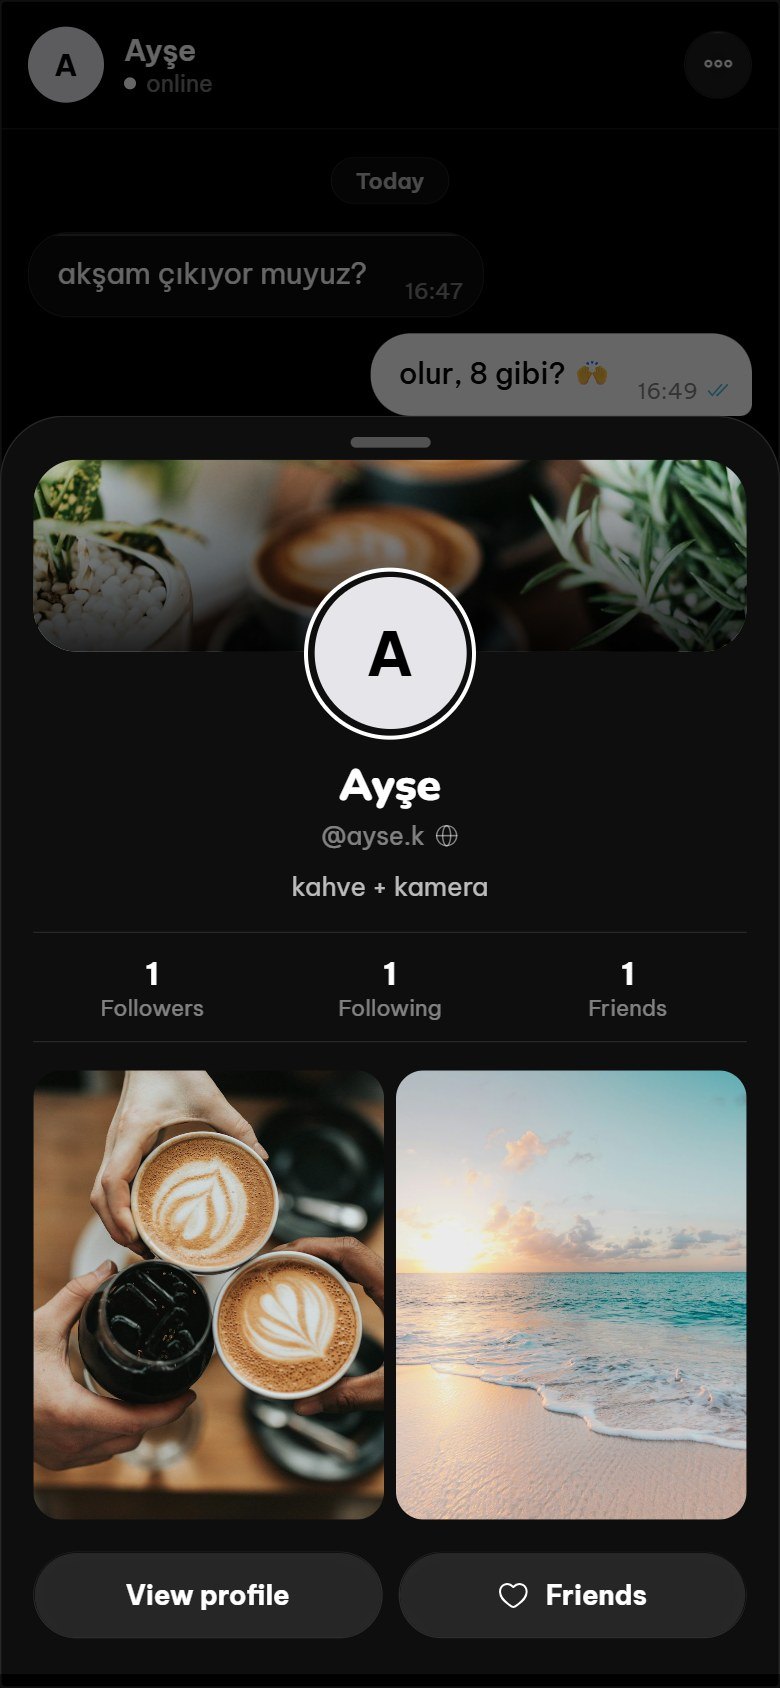 A
Ayşe
online
Today
akşam çıkıyor muyuz?
16:47
olur, 8 gibi? 🙌
16:49
A
Ayşe
@ayse.k
kahve + kamera
1 1 1
Followers Following Friends
View profile
Friends